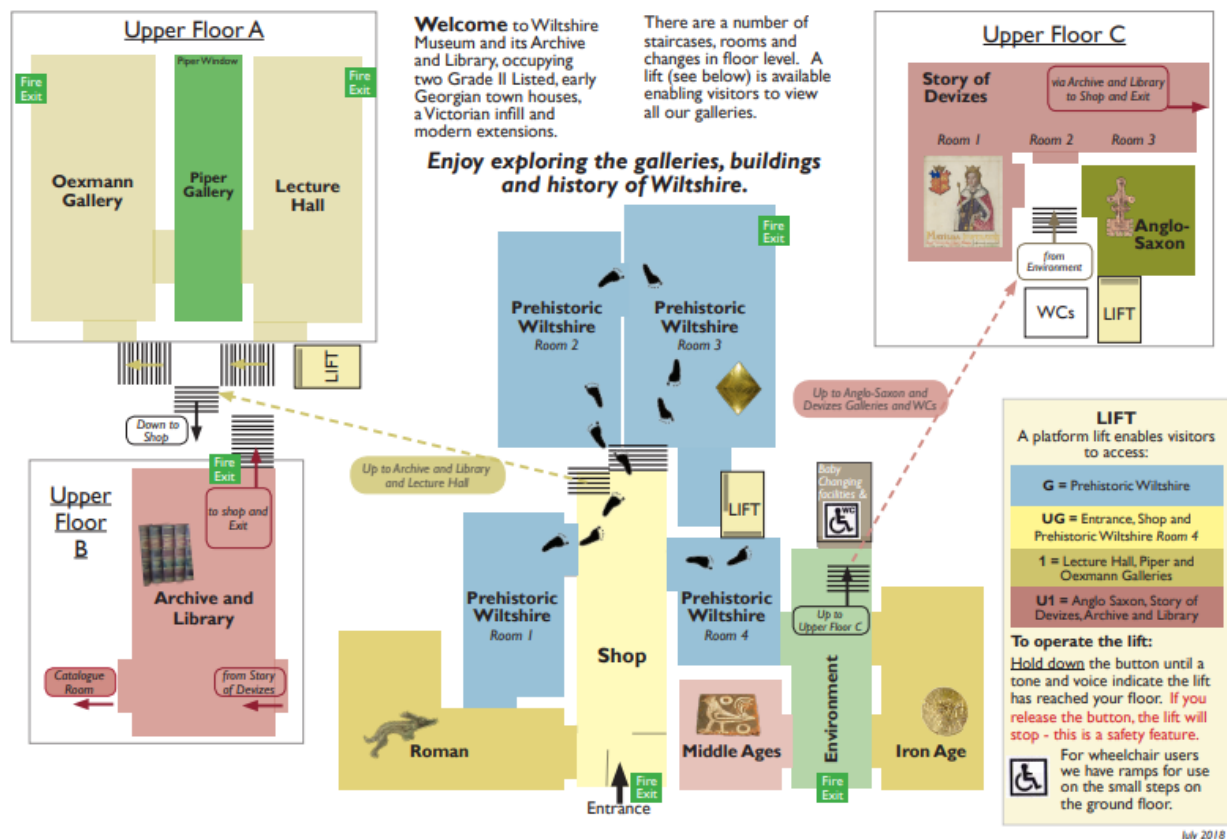 Upper Floor A
Piper Window
Fire
Exit
Fire
Exit
Oexmann
Gallery
Piper
Gallery
Lecture
Hall
LIFT
Down to
Shop
Welcome to Wiltshire
Museum and its Archive
and Library, occupying
two Grade II Listed, early
Georgian town houses,
a Victorian infill and
modern extensions.
There are a number of
staircases, rooms and
changes in floor level. A
lift (see below) is available
enabling visitors to view
all our galleries.
Enjoy exploring the galleries, buildings
and history of Wiltshire.
Upper Floor C
Story of
Devizes
via Archive and Library
to Shop and Exit
Room 1
Room 2
Room 3
Anglo-
Saxon
from
Environment
WCs
LIFT
Fire
Exit
Prehistoric
Wiltshire
Room 2
Prehistoric
Wiltshire
Room 3
Up to Anglo-Saxon and
Devizes Galleries and WCs
Up to Archive and Library
and Lecture Hall
Upper
Floor
B
Fire
Exit
to shop and
Exit
Archive and
Library
Catalogue
Room
from Story
of Devizes
LIFT
Baby
Changing
facilities &
WC
Prehistoric
Wiltshire
Room 1
Prehistoric
Wiltshire
Room 4
Up to
Upper Floor C
Shop
Roman
Middle Ages
Environment
Iron Age
Fire
Exit
Fire
Exit
Entrance
LIFT
A platform lift enables visitors
to access:
G = Prehistoric Wiltshire
UG = Entrance, Shop and
Prehistoric Wiltshire Room 4
1 = Lecture Hall, Piper and
Oexmann Galleries
U1 = Anglo Saxon, Story of
Devizes, Archive and Library
To operate the lift:
Hold down the button until a
tone and voice indicate the lift
has reached your floor. If you
release the button, the lift will
stop - this is a safety feature.
For wheelchair users
we have ramps for use
on the small steps on
the ground floor.
July 2018